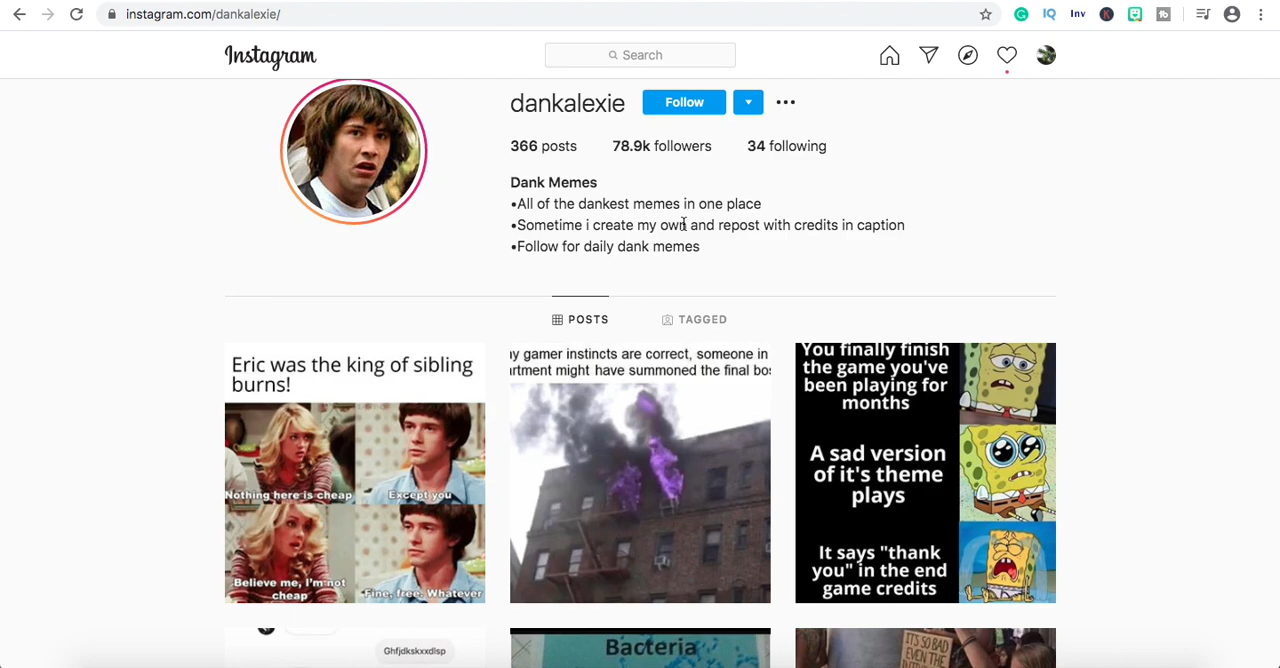 instagram.com/dankalexie/
IQ
Inv
K
Instagram
Search
dankalexie
Follow
366 posts
78.9k followers
34 following
Dank Memes
•All of the dankest memes in one place
•Sometime i create my own and repost with credits in caption
•Follow for daily dank memes
POSTS
TAGGED
Eric was the king of sibling
burns!
Nothing here is cheap
Except you
Believe me, I'm not
cheap
Fine, free. Whatever
gamer instincts are correct, someone in
might have summoned the final
You finally finish
the game you've
been playing for
months
A sad version
of it's theme
plays
It says "thank
you" in the end
game credits
Ghfjdkskxxdlsp
Bacteria
IT'S SO BAD
EVEN THE